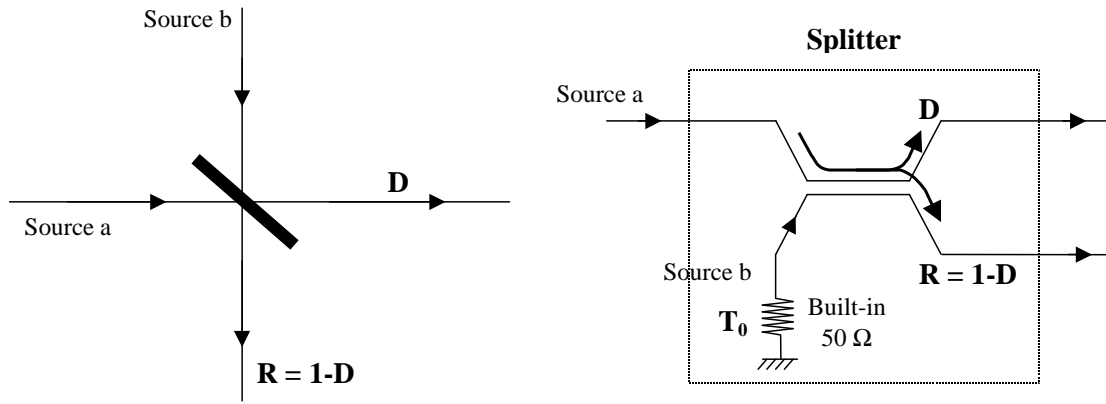 Source b
D
Source a
R = 1-D
Splitter
Source a
D
Source b
R = 1-D
T₀
Built-in
50 Ω